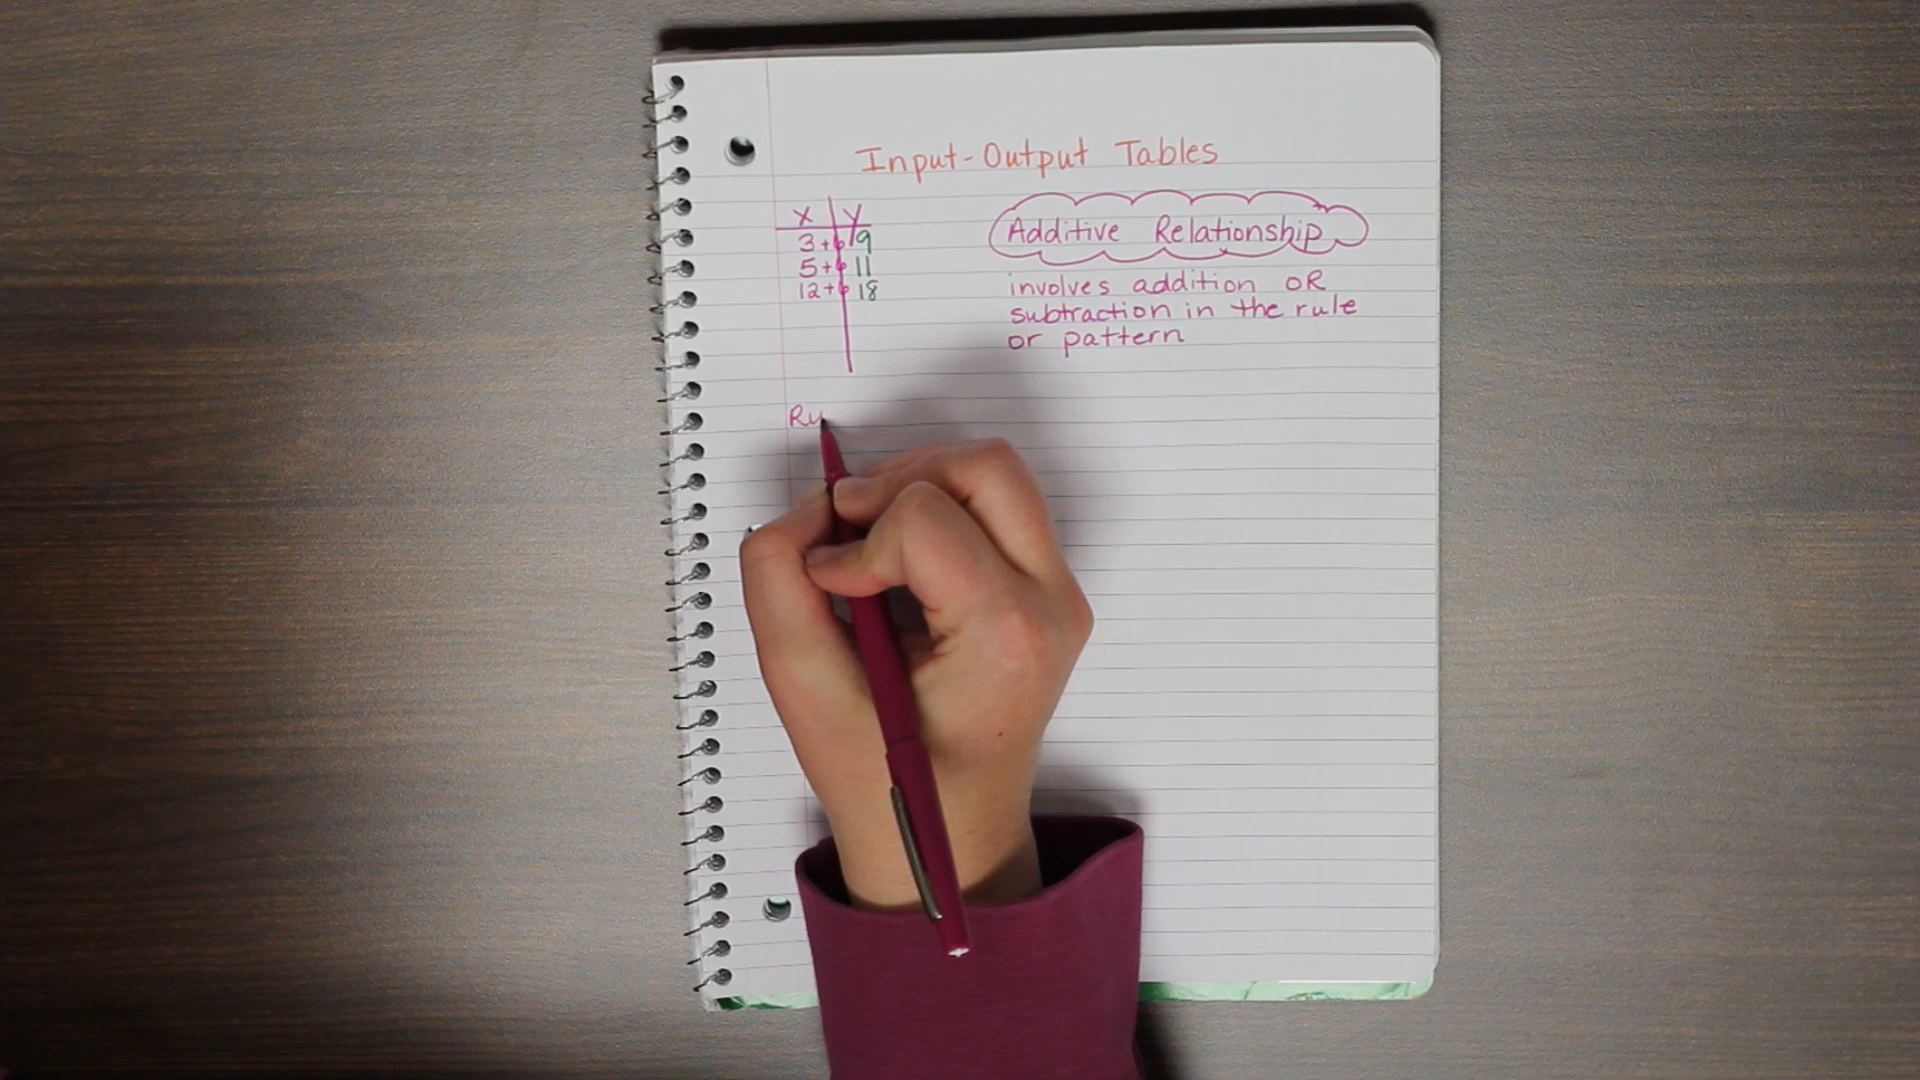 Input-Output Tables
X Y
3+6 9
5+6 11
12+6 18
Additive Relationship
involves addition OR
subtraction in the rule
or pattern
Ru